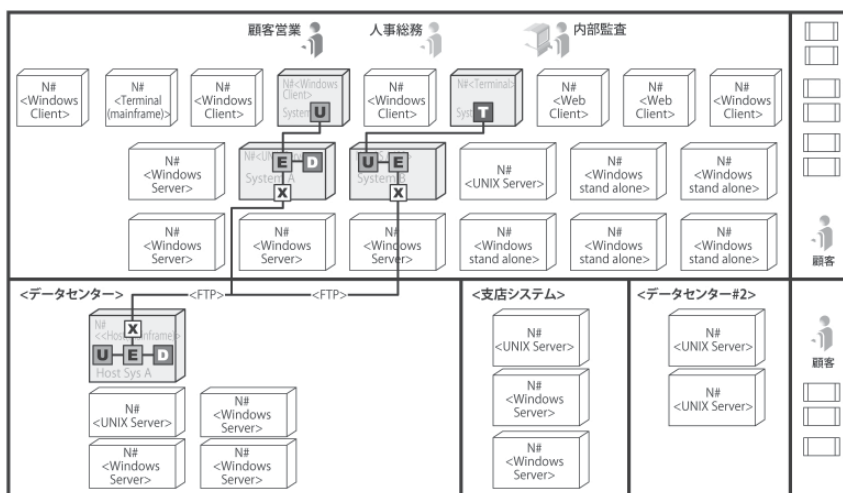 顧客営業
人事総務
内部監査
N#
<Windows
Client>
N#
<Terminal
(mainframe)>
N#
<Windows
Client>
N#<Windows
Client>
System
U
N#
<Windows
Client>
N#<Terminal>
Syst
T
N#
<Web
Client>
N#
<Web
Client>
N#
<Windows
Client>
N#
<Windows
Server>
N#<UN
E
D
System A
X
U
E
System B
X
N#
<UNIX Server>
N#
<Windows
stand alone>
N#
<Windows
stand alone>
N#
<Windows
Server>
N#
<Windows
Server>
N#
<Windows
Server>
N#
<Windows
stand alone>
N#
<Windows
stand alone>
N#
<Windows
stand alone>
顧客
<データセンター>
<FTP>
<FTP>
N#
<<Host
inframe)>
X
U
E
D
Host Sys A
N#
<UNIX Server>
N#
<Windows
Server>
N#
<Windows
Server>
N#
<Windows
Server>
<支店システム>
N#
<UNIX Server>
N#
<Windows
Server>
N#
<Windows
Server>
<データセンター#2>
N#
<UNIX Server>
N#
<UNIX Server>
顧客